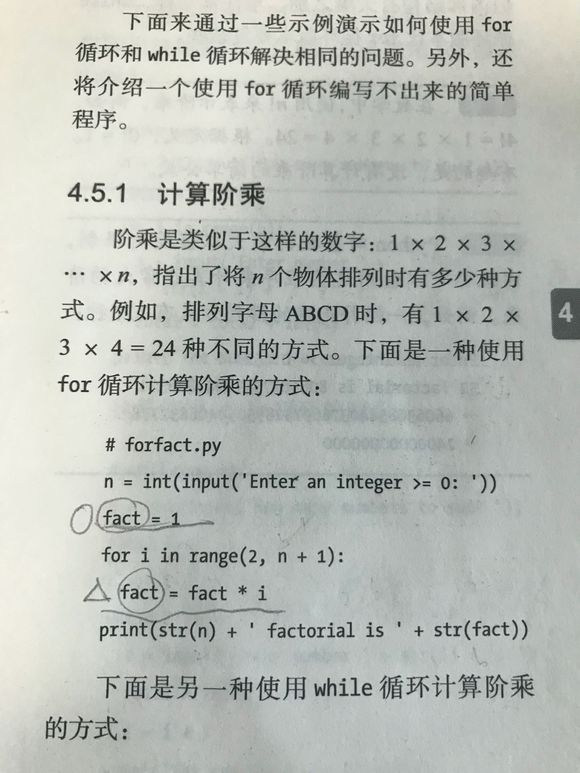 下面来通过一些示例演示如何使用 for
循环和 while 循环解决相同的问题。另外，还
将介绍一个使用 for 循环编写不出来的简单
程序。
4.5.1 计算阶乘
阶乘是类似于这样的数字：1 × 2 × 3 ×
… × n，指出了将 n 个物体排列时有多少种方
式。例如，排列字母 ABCD 时，有 1 × 2 ×
3 × 4 = 24 种不同的方式。下面是一种使用
for 循环计算阶乘的方式：
4
# forfact.py
n = int(input('Enter an integer >= 0: '))
fact = 1
for i in range(2, n + 1):
fact = fact * i
print(str(n) + ' factorial is ' + str(fact))
下面是另一种使用 while 循环计算阶乘
的方式：